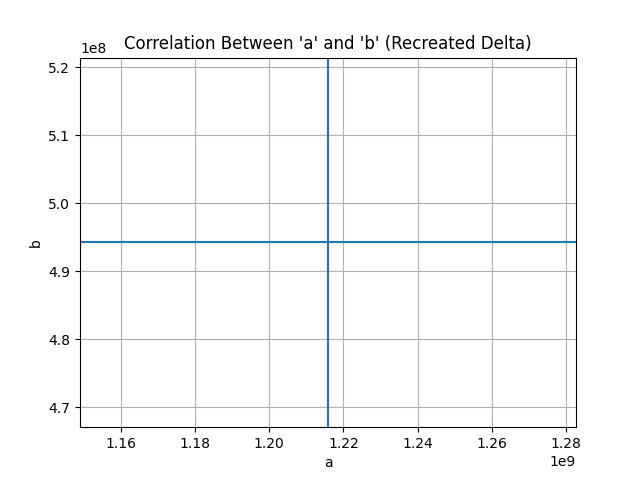 Correlation Between 'a' and 'b' (Recreated Delta)
1e8
5.2
5.1
5.0
4.9
4.8
4.7
b
1.16 1.18 1.20 1.22 1.24 1.26 1.28
a
1e9